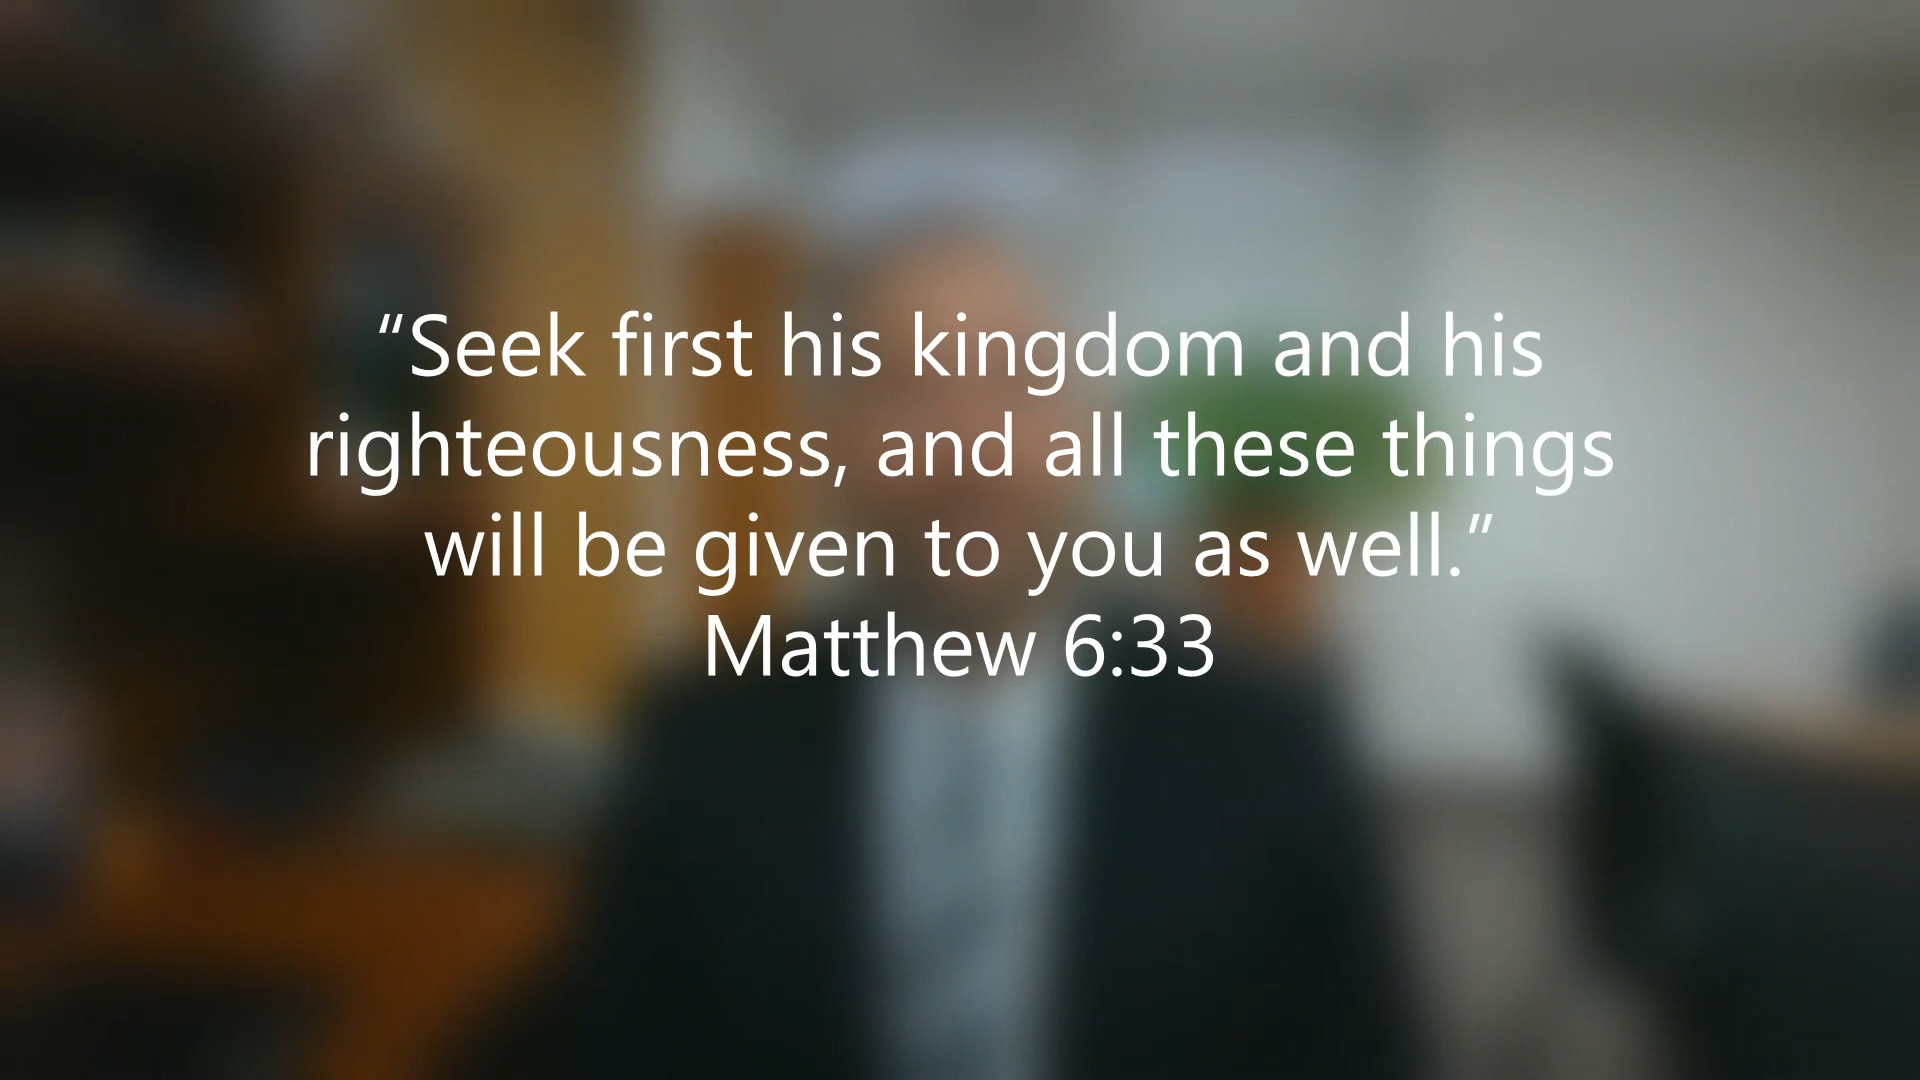 “Seek first his kingdom and his
righteousness, and all these things
will be given to you as well.”
Matthew 6:33